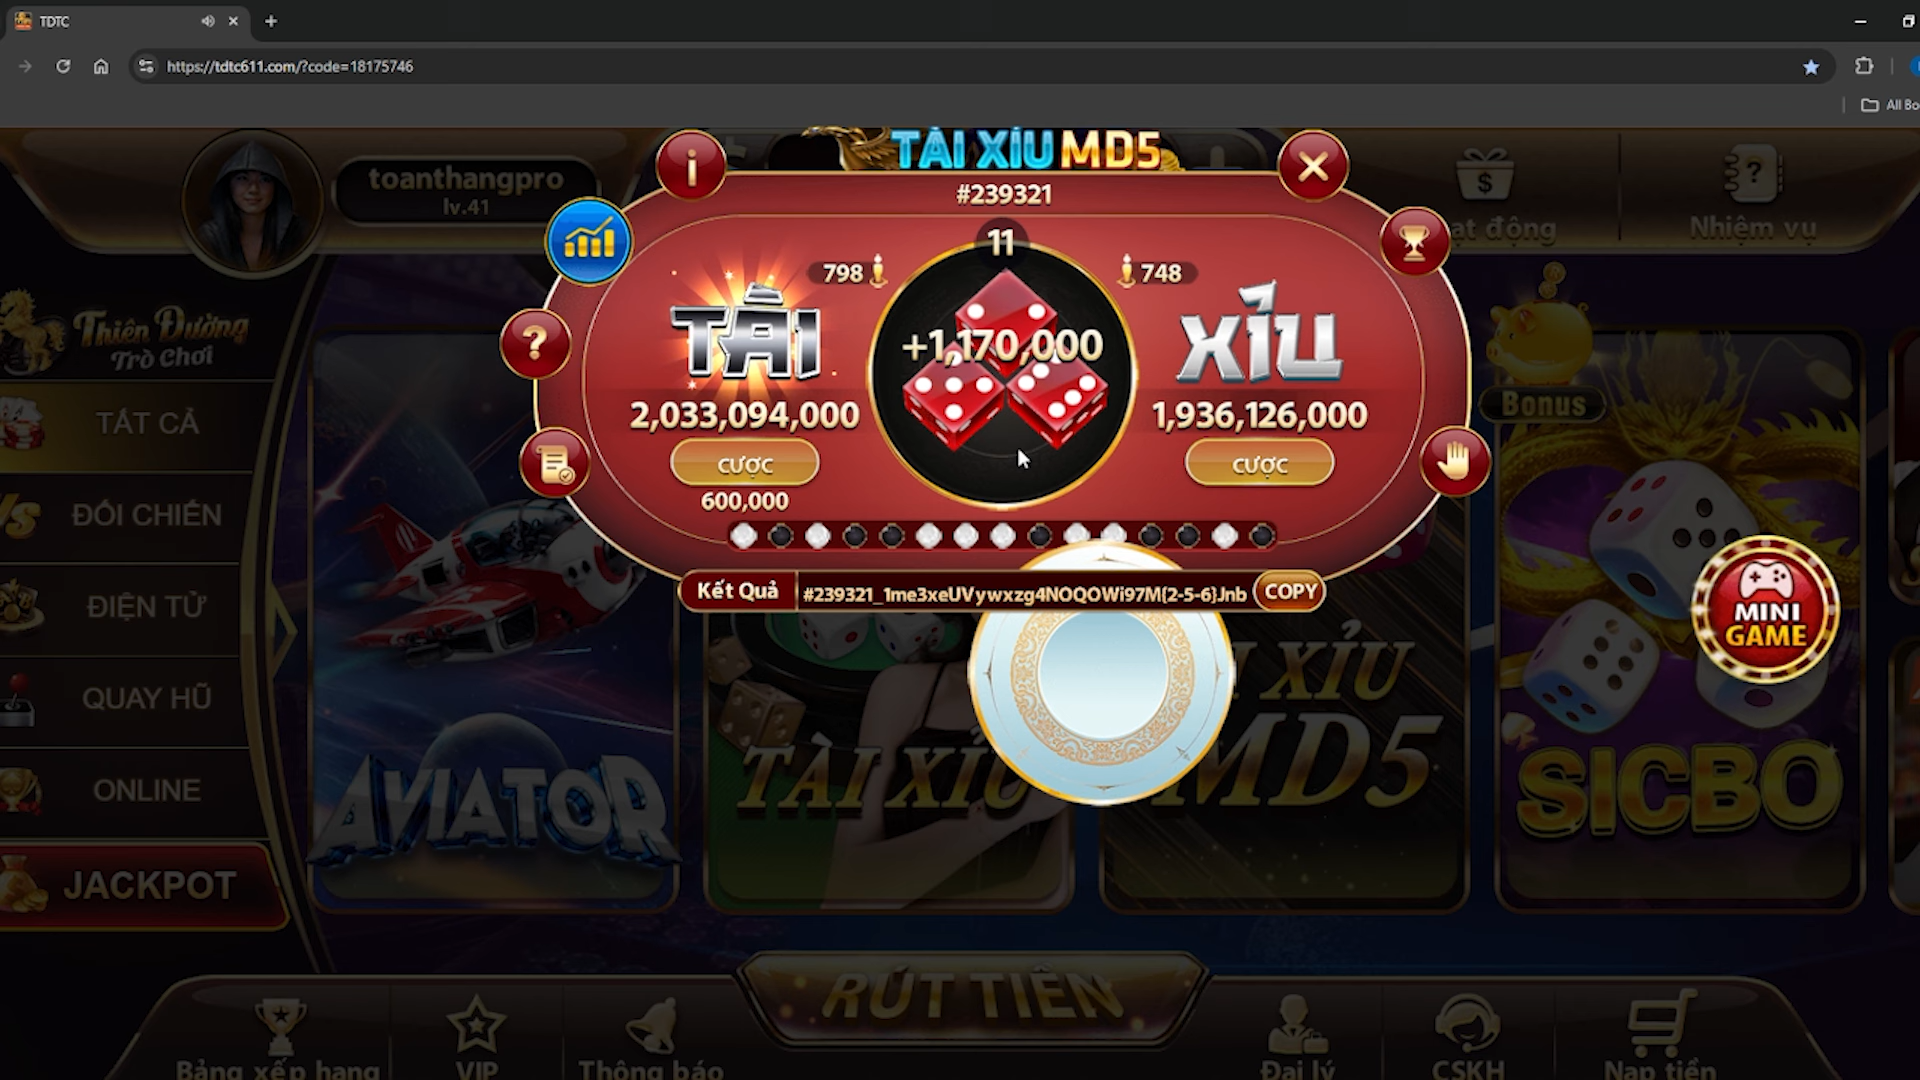 TDTC
https://tdtc611.com/?code=18175746
All Bo
TÀI XỈU MD5
#239321
toanthangpro
lv.41
$
?
ạt động
Nhiệm vụ
i
11
798
748
TÀI
+1,170,000
XỈU
?
2,033,094,000
1,936,126,000
CƯỢC
CƯỢC
600,000
Kết Quả
#239321_1me3xeUVywxzg4NOQOWi97M{2-5-6}Jnb
COPY
Thiên Đường
Trò Chơi
TẤT CẢ
Vs
ĐỐI CHIẾN
ĐIỆN TỬ
QUAY HŨ
ONLINE
JACKPOT
Bonus
MINI
GAME
AVIATOR
TÀI XỈU
I XỈU
MD5
SICBO
RÚT TIỀN
Bảng xếp hạng
VIP
Thông báo
Đại lý
CSKH
Nạp tiền